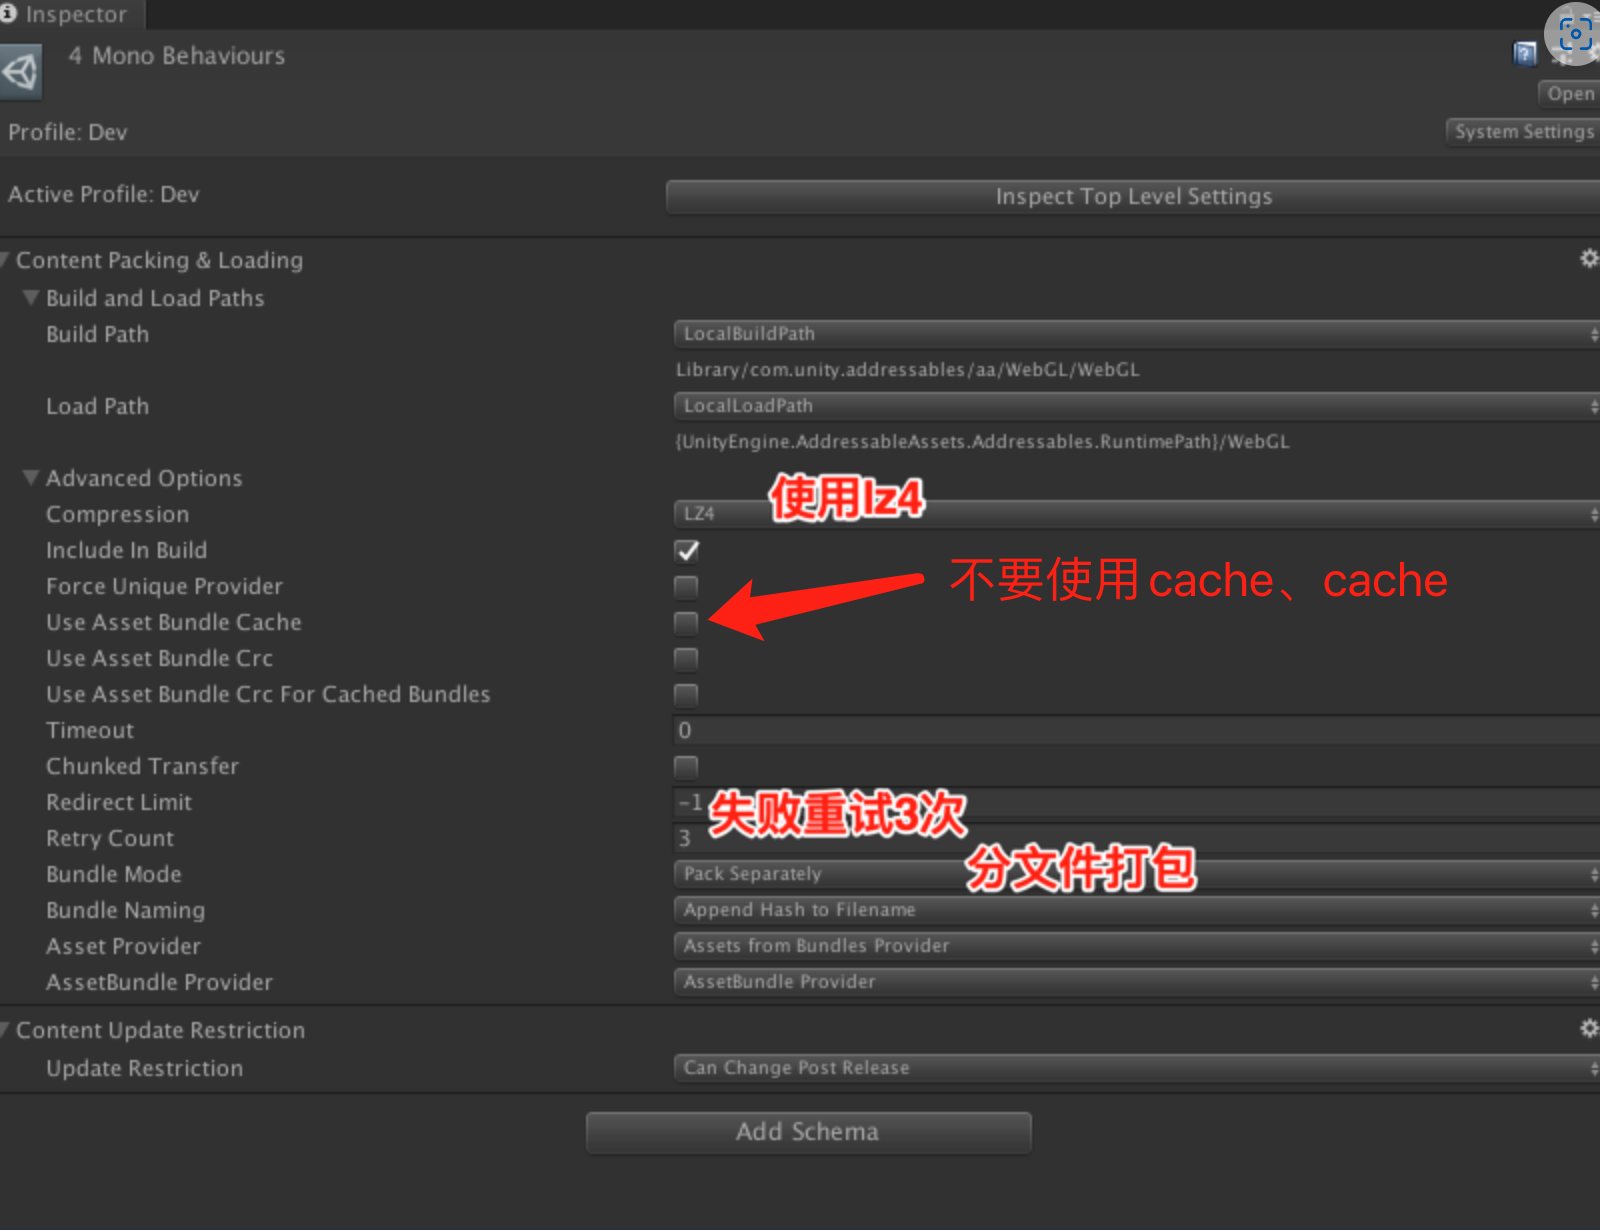 Inspector
4 Mono Behaviours
Open
Profile: Dev
System Settings
Active Profile: Dev
Inspect Top Level Settings
Content Packing & Loading
Build and Load Paths
Build Path
LocalBuildPath
Library/com.unity.addressables/aa/WebGL/WebGL
Load Path
LocalLoadPath
{UnityEngine.AddressableAssets.Addressables.RuntimePath}/WebGL
Advanced Options
使用lz4
Compression
LZ4
Include In Build
Force Unique Provider
不要使用cache、cache
Use Asset Bundle Cache
Use Asset Bundle Crc
Use Asset Bundle Crc For Cached Bundles
Timeout
0
Chunked Transfer
Redirect Limit
-1
失败重试3次
Retry Count
3
Bundle Mode
Pack Separately
分文件打包
Bundle Naming
Append Hash to Filename
Asset Provider
Assets from Bundles Provider
AssetBundle Provider
AssetBundle Provider
Content Update Restriction
Update Restriction
Can Change Post Release
Add Schema